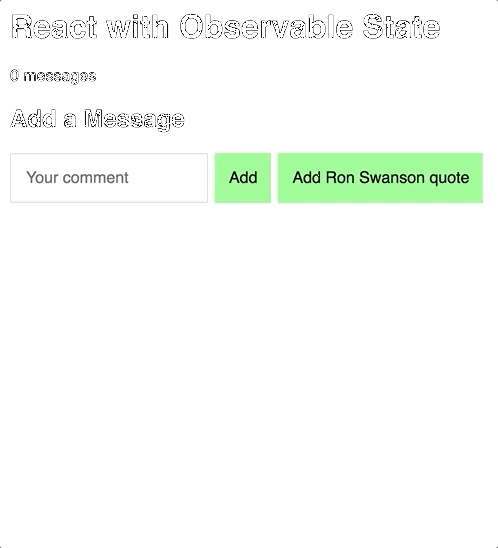 React with Observable State
0 messages
Add a Message
Your comment
Add
Add Ron Swanson quote